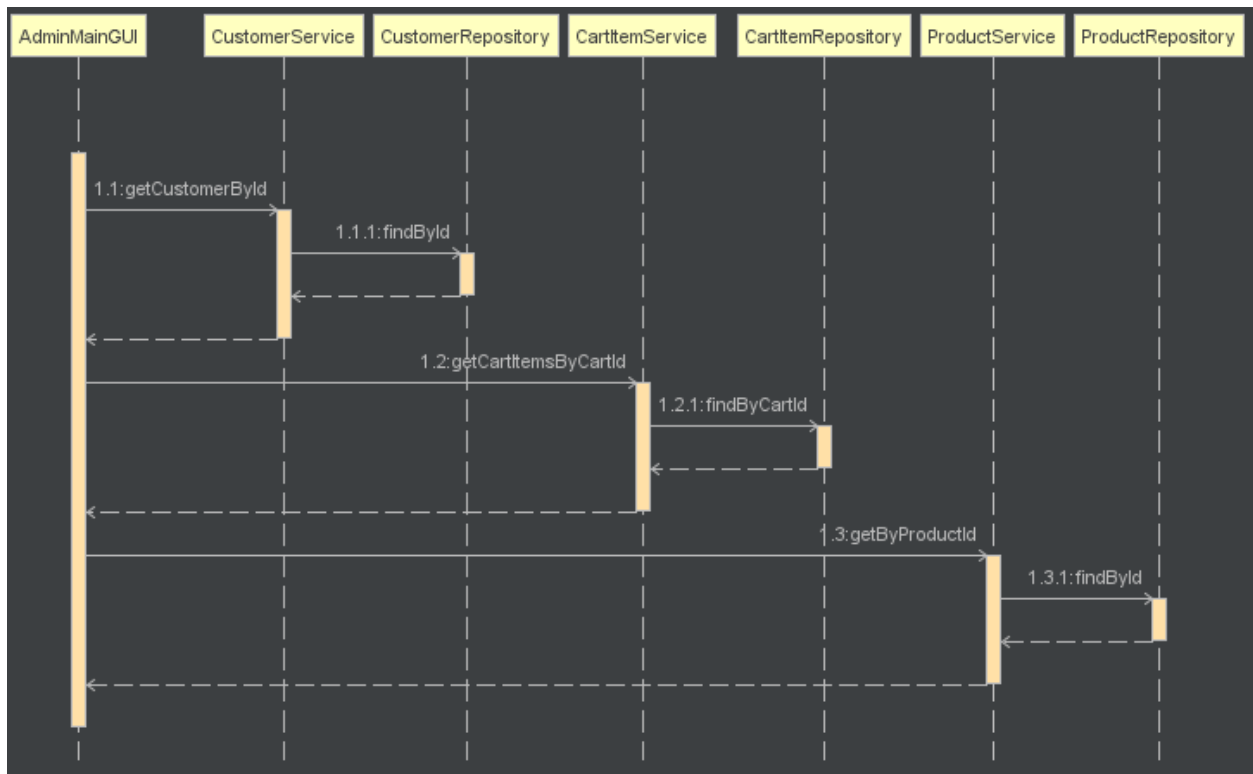 AdminMainGUI
CustomerService
CustomerRepository
CartItemService
CartItemRepository
ProductService
ProductRepository
1.1:getCustomerById
1.1.1:findById
1.2:getCartItemsByCartId
1.2.1:findByCartId
1.3:getByProductId
1.3.1:findById